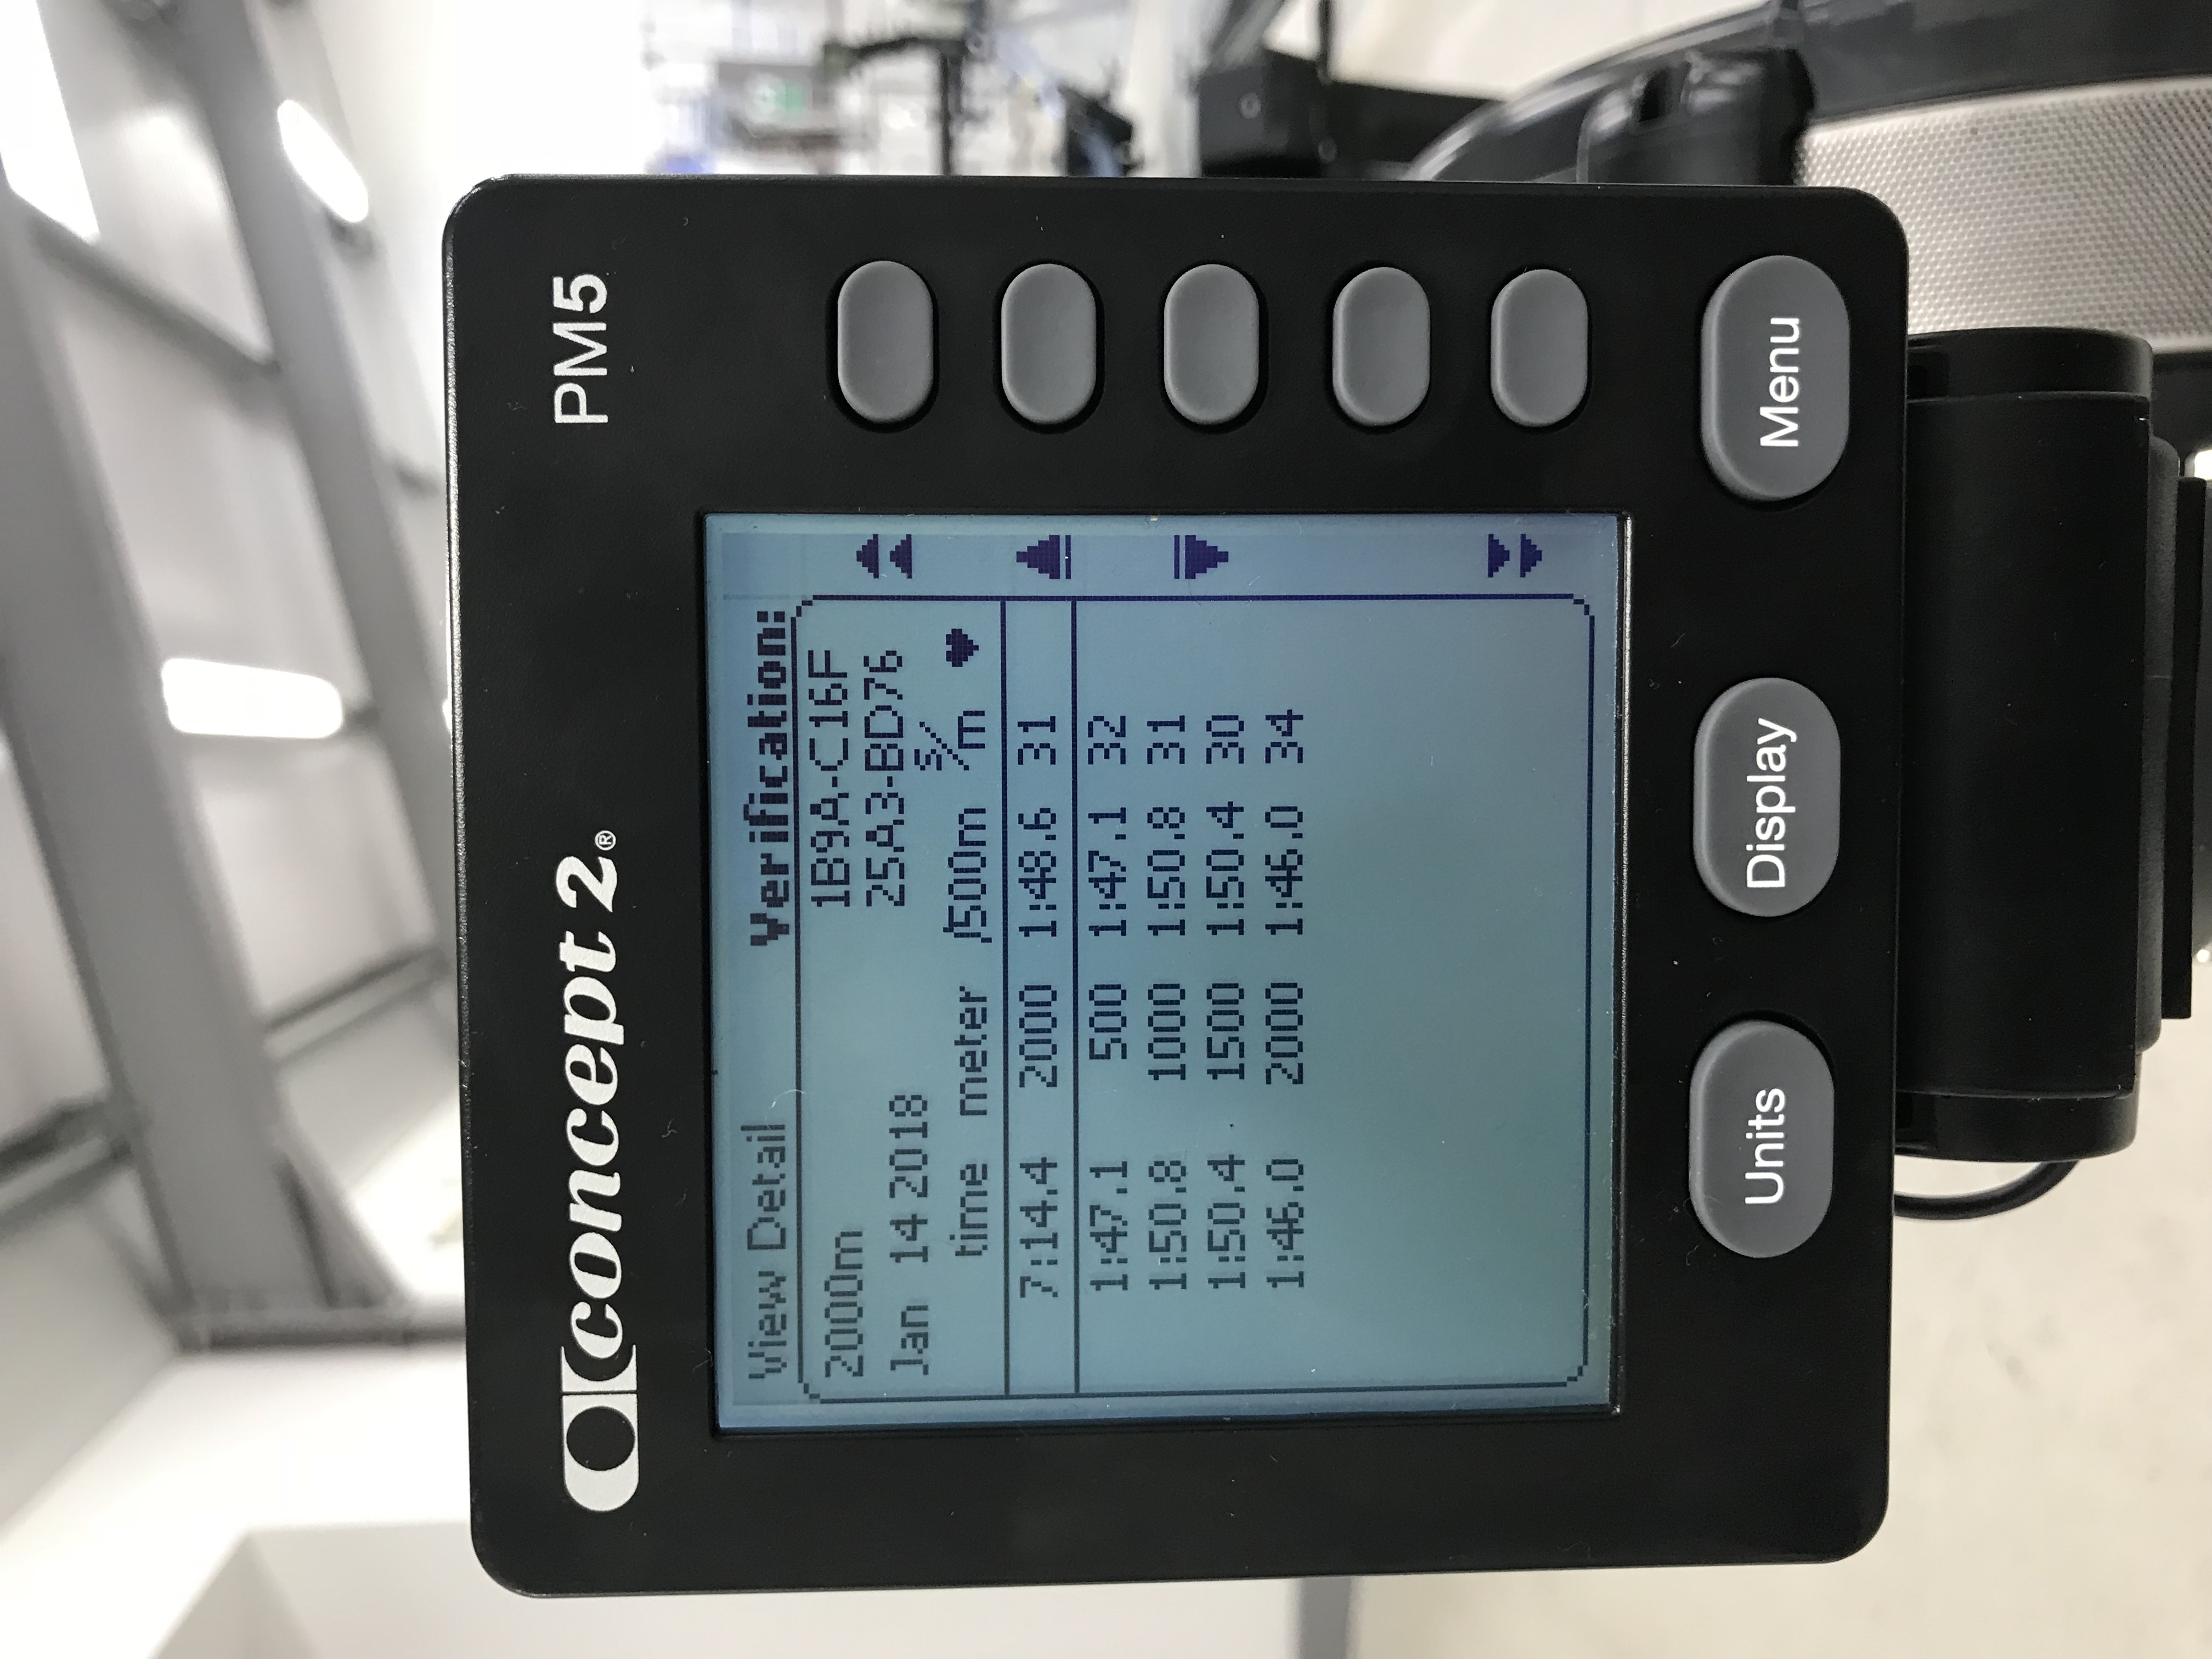 concept 2® PM5
View Detail Verification:
2000m 1B9A-C16F
25A3-BD76
Jan 14 2018
time meter /500m s/m ♥
7:14.4 2000 1:48.6 31
1:47.1 500 1:47.1 32
1:50.8 1000 1:50.8 31
1:50.4 1500 1:50.4 30
1:46.0 2000 1:46.0 34
Units Display Menu